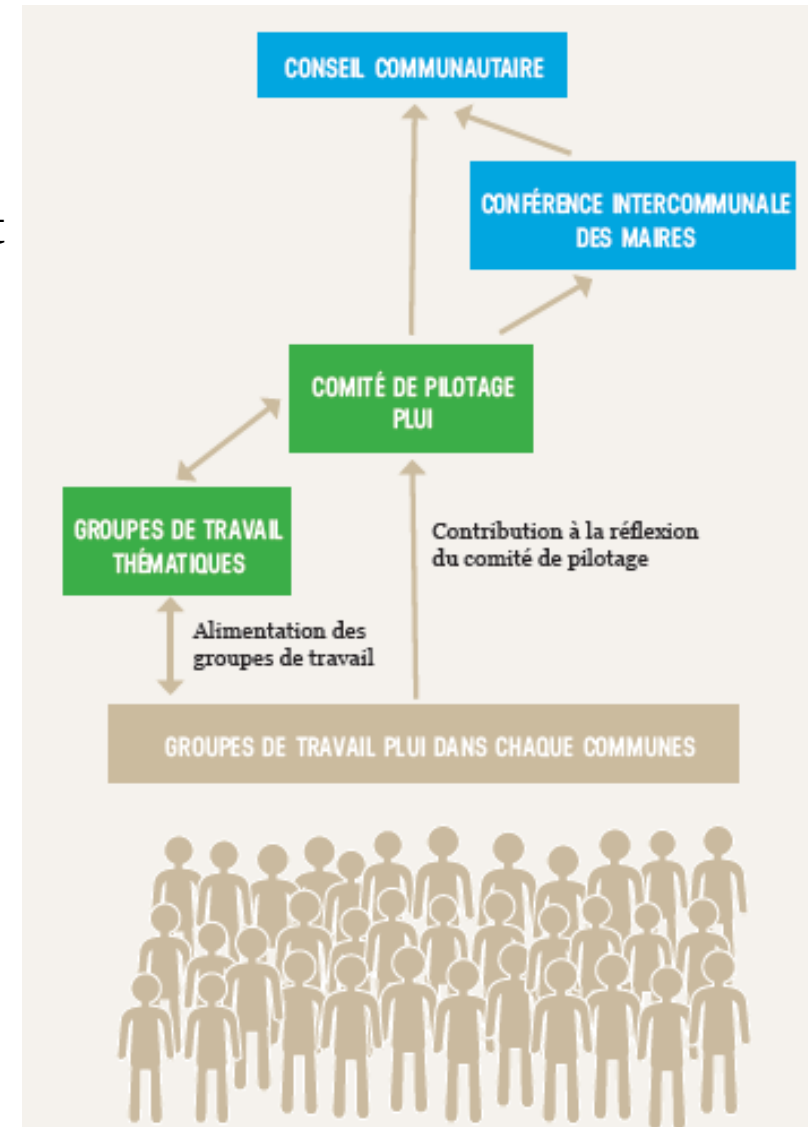 CONSEIL COMMUNAUTAIRE
CONFÉRENCE INTERCOMMUNALE
DES MAIRES
t
COMITÉ DE PILOTAGE
PLUI
GROUPES DE TRAVAIL
THÉMATIQUES
Contribution à la réflexion
du comité de pilotage
Alimentation des
groupes de travail
GROUPES DE TRAVAIL PLUI DANS CHAQUE COMMUNES